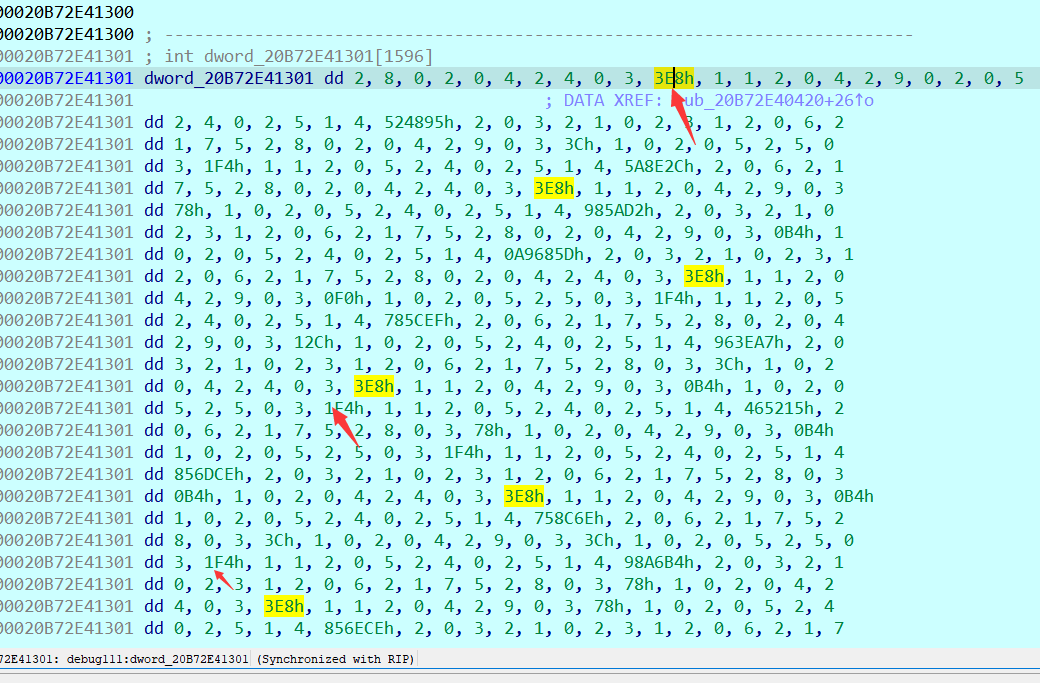 00020B72E41300
00020B72E41300 ; ---------------------------------------------------------------------------
00020B72E41301 ; int dword_20B72E41301[1596]
00020B72E41301 dword_20B72E41301 dd 2, 8, 0, 2, 0, 4, 2, 4, 0, 3, 3E8h, 1, 1, 2, 0, 4, 2, 9, 0, 2, 0, 5
00020B72E41301 ; DATA XREF: sub_20B72E40420+26↑o
00020B72E41301 dd 2, 4, 0, 2, 5, 1, 4, 524895h, 2, 0, 3, 2, 1, 0, 2, 3, 1, 2, 0, 6, 2
00020B72E41301 dd 1, 7, 5, 2, 8, 0, 2, 0, 4, 2, 9, 0, 3, 3Ch, 1, 0, 2, 0, 5, 2, 5, 0
00020B72E41301 dd 3, 1F4h, 1, 1, 2, 0, 5, 2, 4, 0, 2, 5, 1, 4, 5A8E2Ch, 2, 0, 6, 2, 1
00020B72E41301 dd 7, 5, 2, 8, 0, 2, 0, 4, 2, 4, 0, 3, 3E8h, 1, 1, 2, 0, 4, 2, 9, 0, 3
00020B72E41301 dd 78h, 1, 0, 2, 0, 5, 2, 4, 0, 2, 5, 1, 4, 985AD2h, 2, 0, 3, 2, 1, 0
00020B72E41301 dd 2, 3, 1, 2, 0, 6, 2, 1, 7, 5, 2, 8, 0, 2, 0, 4, 2, 9, 0, 3, 0B4h, 1
00020B72E41301 dd 0, 2, 0, 5, 2, 4, 0, 2, 5, 1, 4, 0A9685Dh, 2, 0, 3, 2, 1, 0, 2, 3, 1
00020B72E41301 dd 2, 0, 6, 2, 1, 7, 5, 2, 8, 0, 2, 0, 4, 2, 4, 0, 3, 3E8h, 1, 1, 2, 0
00020B72E41301 dd 4, 2, 9, 0, 3, 0F0h, 1, 0, 2, 0, 5, 2, 5, 0, 3, 1F4h, 1, 1, 2, 0, 5
00020B72E41301 dd 2, 4, 0, 2, 5, 1, 4, 785CEFh, 2, 0, 6, 2, 1, 7, 5, 2, 8, 0, 2, 0, 4
00020B72E41301 dd 2, 9, 0, 3, 12Ch, 1, 0, 2, 0, 5, 2, 4, 0, 2, 5, 1, 4, 963EA7h, 2, 0
00020B72E41301 dd 3, 2, 1, 0, 2, 3, 1, 2, 0, 6, 2, 1, 7, 5, 2, 8, 0, 3, 3Ch, 1, 0, 2
00020B72E41301 dd 0, 4, 2, 4, 0, 3, 3E8h, 1, 1, 2, 0, 4, 2, 9, 0, 3, 0B4h, 1, 0, 2, 0
00020B72E41301 dd 5, 2, 5, 0, 3, 1F4h, 1, 1, 2, 0, 5, 2, 4, 0, 2, 5, 1, 4, 465215h, 2
00020B72E41301 dd 0, 6, 2, 1, 7, 5, 2, 8, 0, 3, 78h, 1, 0, 2, 0, 4, 2, 9, 0, 3, 0B4h
00020B72E41301 dd 1, 0, 2, 0, 5, 2, 5, 0, 3, 1F4h, 1, 1, 2, 0, 5, 2, 4, 0, 2, 5, 1, 4
00020B72E41301 dd 856DCEh, 2, 0, 3, 2, 1, 0, 2, 3, 1, 2, 0, 6, 2, 1, 7, 5, 2, 8, 0, 3
00020B72E41301 dd 0B4h, 1, 0, 2, 0, 4, 2, 4, 0, 3, 3E8h, 1, 1, 2, 0, 4, 2, 9, 0, 3, 0B4h
00020B72E41301 dd 1, 0, 2, 0, 5, 2, 4, 0, 2, 5, 1, 4, 758C6Eh, 2, 0, 6, 2, 1, 7, 5, 2
00020B72E41301 dd 8, 0, 3, 3Ch, 1, 0, 2, 0, 4, 2, 9, 0, 3, 3Ch, 1, 0, 2, 0, 5, 2, 5, 0
00020B72E41301 dd 3, 1F4h, 1, 1, 2, 0, 5, 2, 4, 0, 2, 5, 1, 4, 98A6B4h, 2, 0, 3, 2, 1
00020B72E41301 dd 0, 2, 3, 1, 2, 0, 6, 2, 1, 7, 5, 2, 8, 0, 3, 78h, 1, 0, 2, 0, 4, 2
00020B72E41301 dd 4, 0, 3, 3E8h, 1, 1, 2, 0, 4, 2, 9, 0, 3, 78h, 1, 0, 2, 0, 5, 2, 4
00020B72E41301 dd 0, 2, 5, 1, 4, 856ECEh, 2, 0, 3, 2, 1, 0, 2, 3, 1, 2, 0, 6, 2, 1, 7
72E41301: debug111:dword_20B72E41301 (Synchronized with RIP)